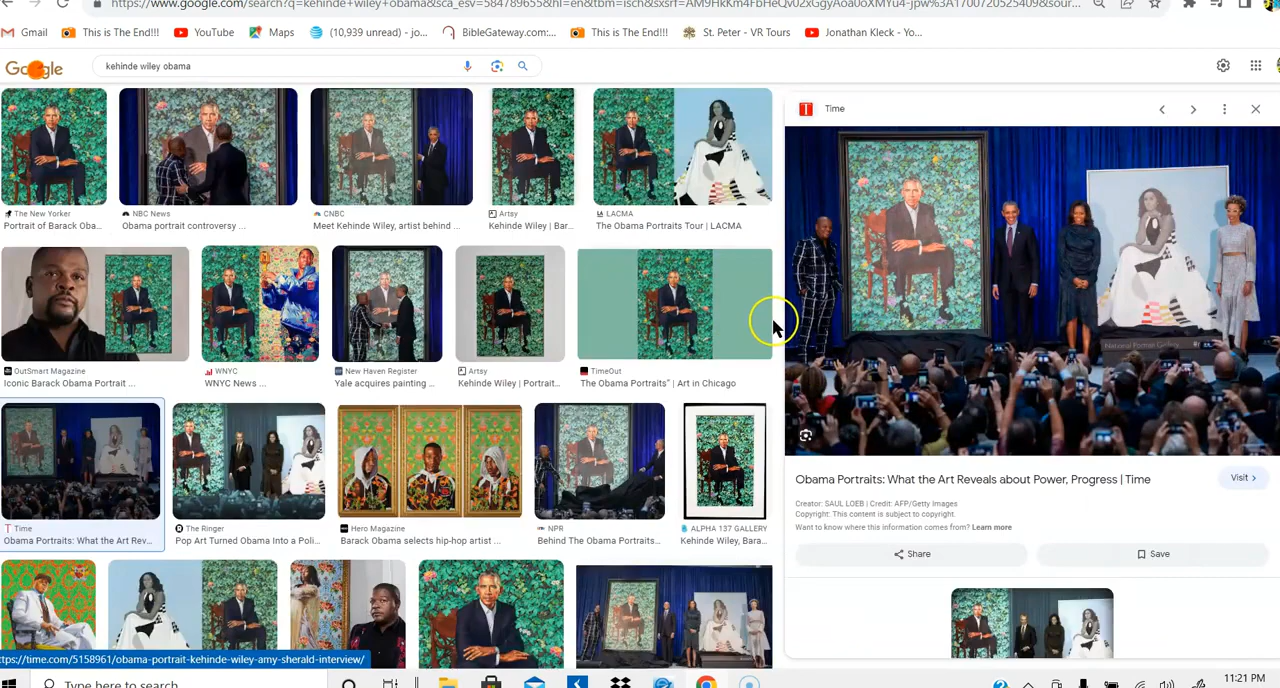 https://www.google.com/search?q=kehinde+wiley+obama&sca_esv=584789655&hl=en&tbm=isch&sxsrf=
Gmail
This is The End!!!
YouTube
Maps
(10,939 unread) - jo...
BibleGateway.com:...
This is The End!!!
St. Peter - VR Tours
Jonathan Kleck - Yo...
Google
kehinde wiley obama
The New Yorker
Portrait of Barack Oba...
NBC News
Obama portrait controversy ...
CNBC
Meet Kehinde Wiley, artist behind ...
Artsy
Kehinde Wiley | Bar...
LACMA
The Obama Portraits Tour | LACMA
OutSmart Magazine
Iconic Barack Obama Portrait ...
WNYC
WNYC News ...
New Haven Register
Yale acquires painting ...
Artsy
Kehinde Wiley | Portrait...
TimeOut
The Obama Portraits" | Art in Chicago
Time
Obama Portraits: What the Art Rev...
The Ringer
Pop Art Turned Obama Into a Poli...
Hero Magazine
Barack Obama selects hip-hop artist ...
NPR
Behind The Obama Portraits...
ALPHA 137 GALLERY
Kehinde Wiley, Bara...
Time
National Portrait Gallery
Obama Portraits: What the Art Reveals about Power, Progress | Time
Visit
Creator: SAUL LOEB | Credit: AFP/Getty Images
Copyright: This content is subject to copyright.
Want to know where this information comes from? Learn more
Share
Save
ttps://time.com/5158961/obama-portrait-kehinde-wiley-amy-sherald-interview/
Type here to search
11:21 PM